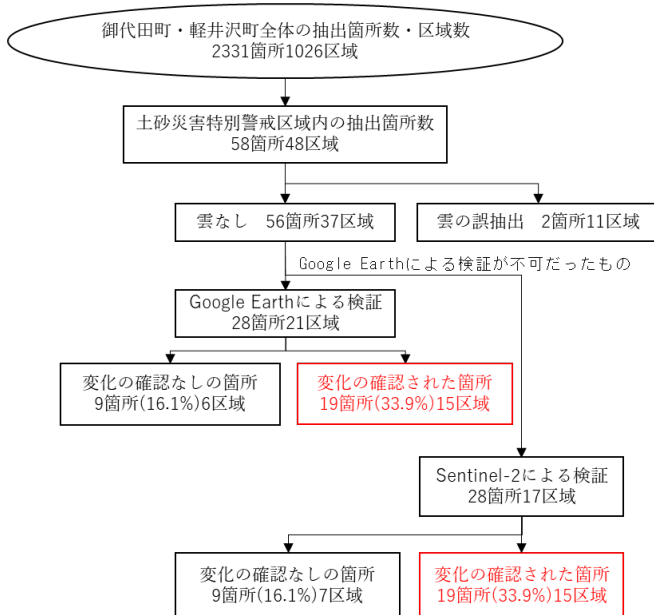 御代田町・軽井沢町全体の抽出箇所数・区域数
2331箇所1026区域
土砂災害特別警戒区域内の抽出箇所数
58箇所48区域
雲なし　56箇所37区域
雲の誤抽出　2箇所11区域
Google Earthによる検証が不可だったもの
Google Earthによる検証
28箇所21区域
変化の確認なしの箇所
9箇所(16.1%)6区域
変化の確認された箇所
19箇所(33.9%)15区域
Sentinel-2による検証
28箇所17区域
変化の確認なしの箇所
9箇所(16.1%)7区域
変化の確認された箇所
19箇所(33.9%)15区域